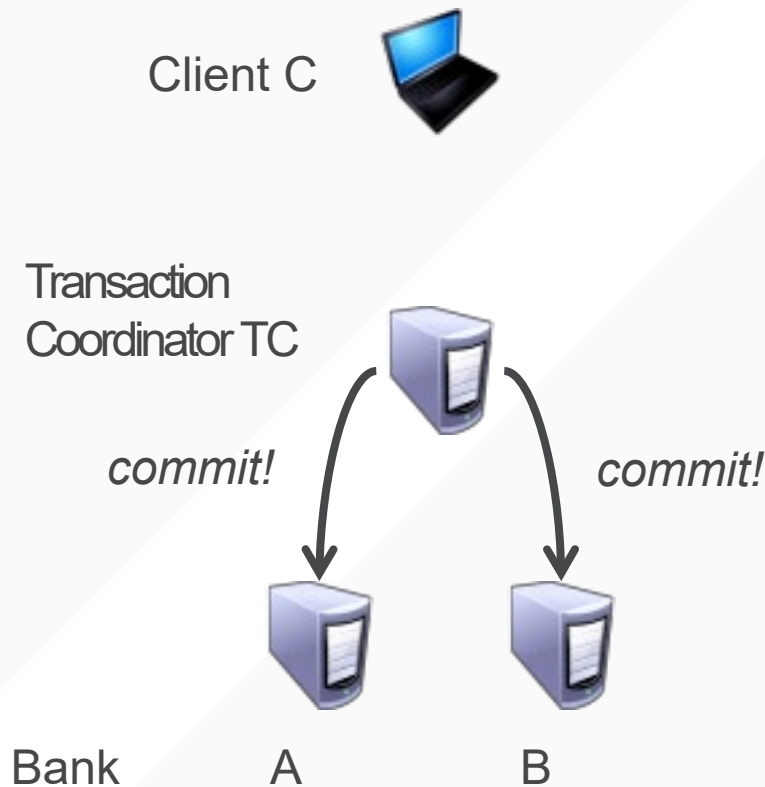 Client C
Transaction
Coordinator TC
commit!
commit!
Bank A B